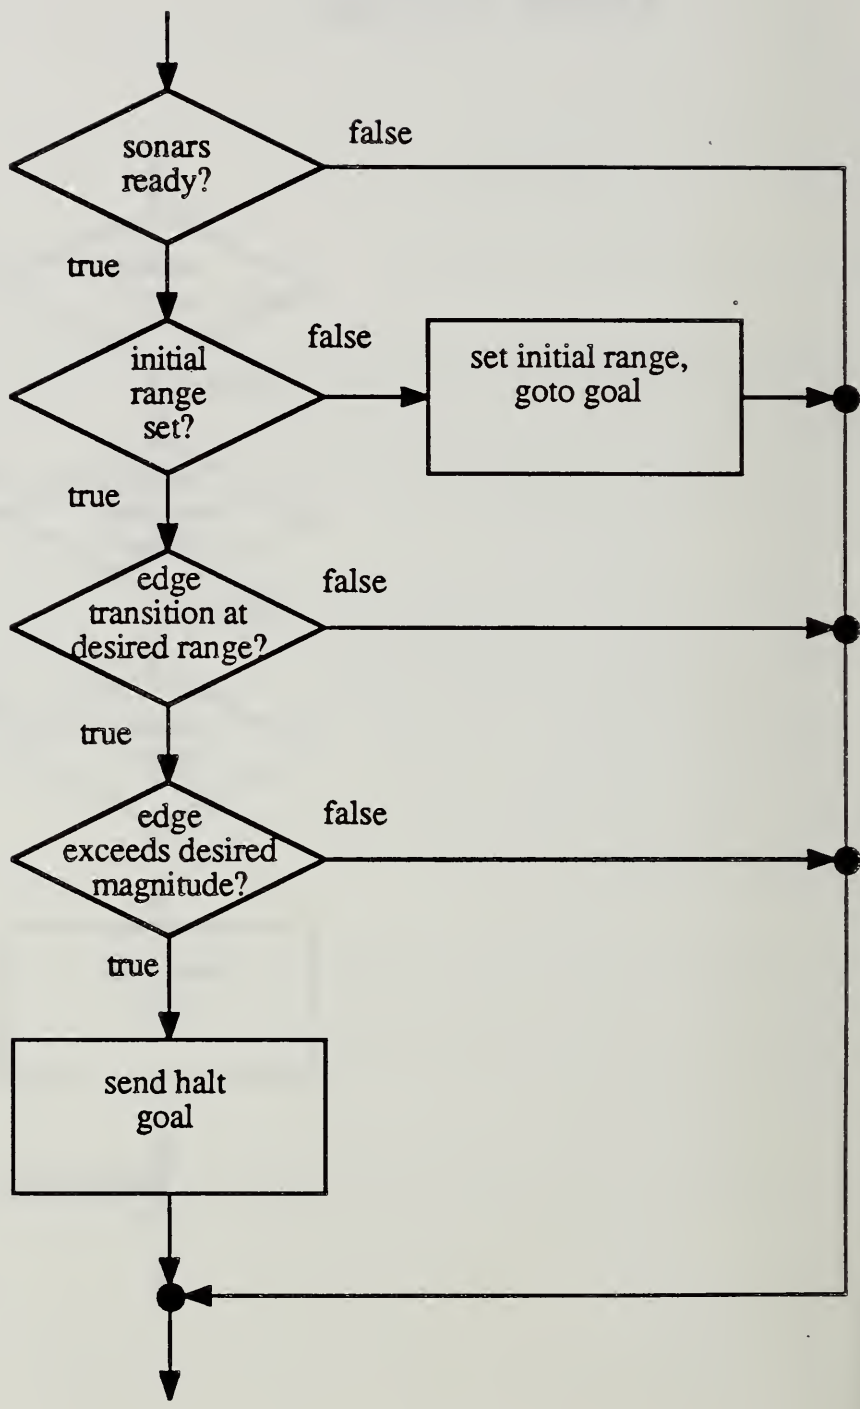 sonars
ready?
false
true
initial
range
set?
false
set initial range,
goto goal
true
edge
transition at
desired range?
false
true
edge
exceeds desired
magnitude?
false
true
send halt
goal